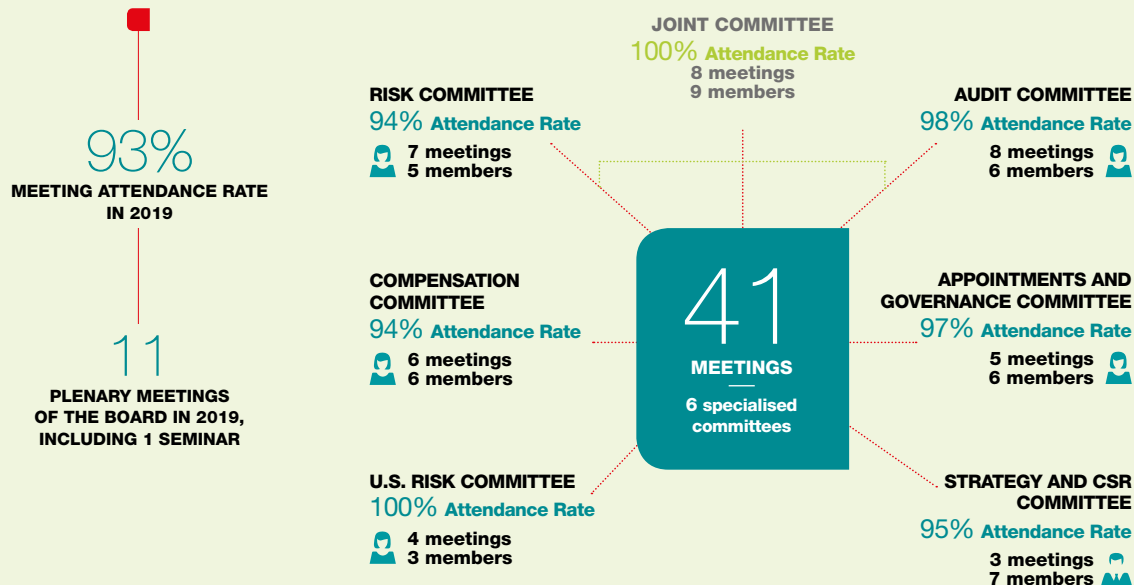 93%
MEETING ATTENDANCE RATE
IN 2019
11
PLENARY MEETINGS
OF THE BOARD IN 2019,
INCLUDING 1 SEMINAR
JOINT COMMITTEE
100% Attendance Rate
8 meetings
9 members
RISK COMMITTEE
94% Attendance Rate
7 meetings
5 members
AUDIT COMMITTEE
98% Attendance Rate
8 meetings
6 members
COMPENSATION
COMMITTEE
94% Attendance Rate
6 meetings
6 members
41
MEETINGS
6 specialised
committees
APPOINTMENTS AND
GOVERNANCE COMMITTEE
97% Attendance Rate
5 meetings
6 members
U.S. RISK COMMITTEE
100% Attendance Rate
4 meetings
3 members
STRATEGY AND CSR
COMMITTEE
95% Attendance Rate
3 meetings
7 members